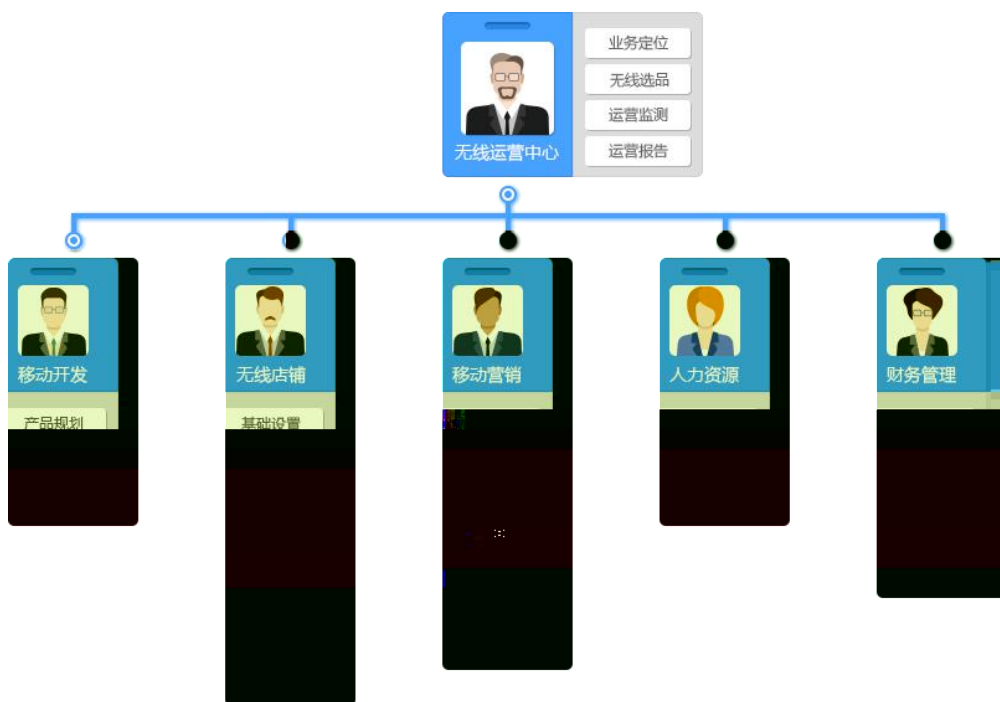 业务定位
无线选品
运营监测
运营报告
无线运营中心
移动开发
无线店铺
移动营销
人力资源
财务管理
产品规划
基础设置